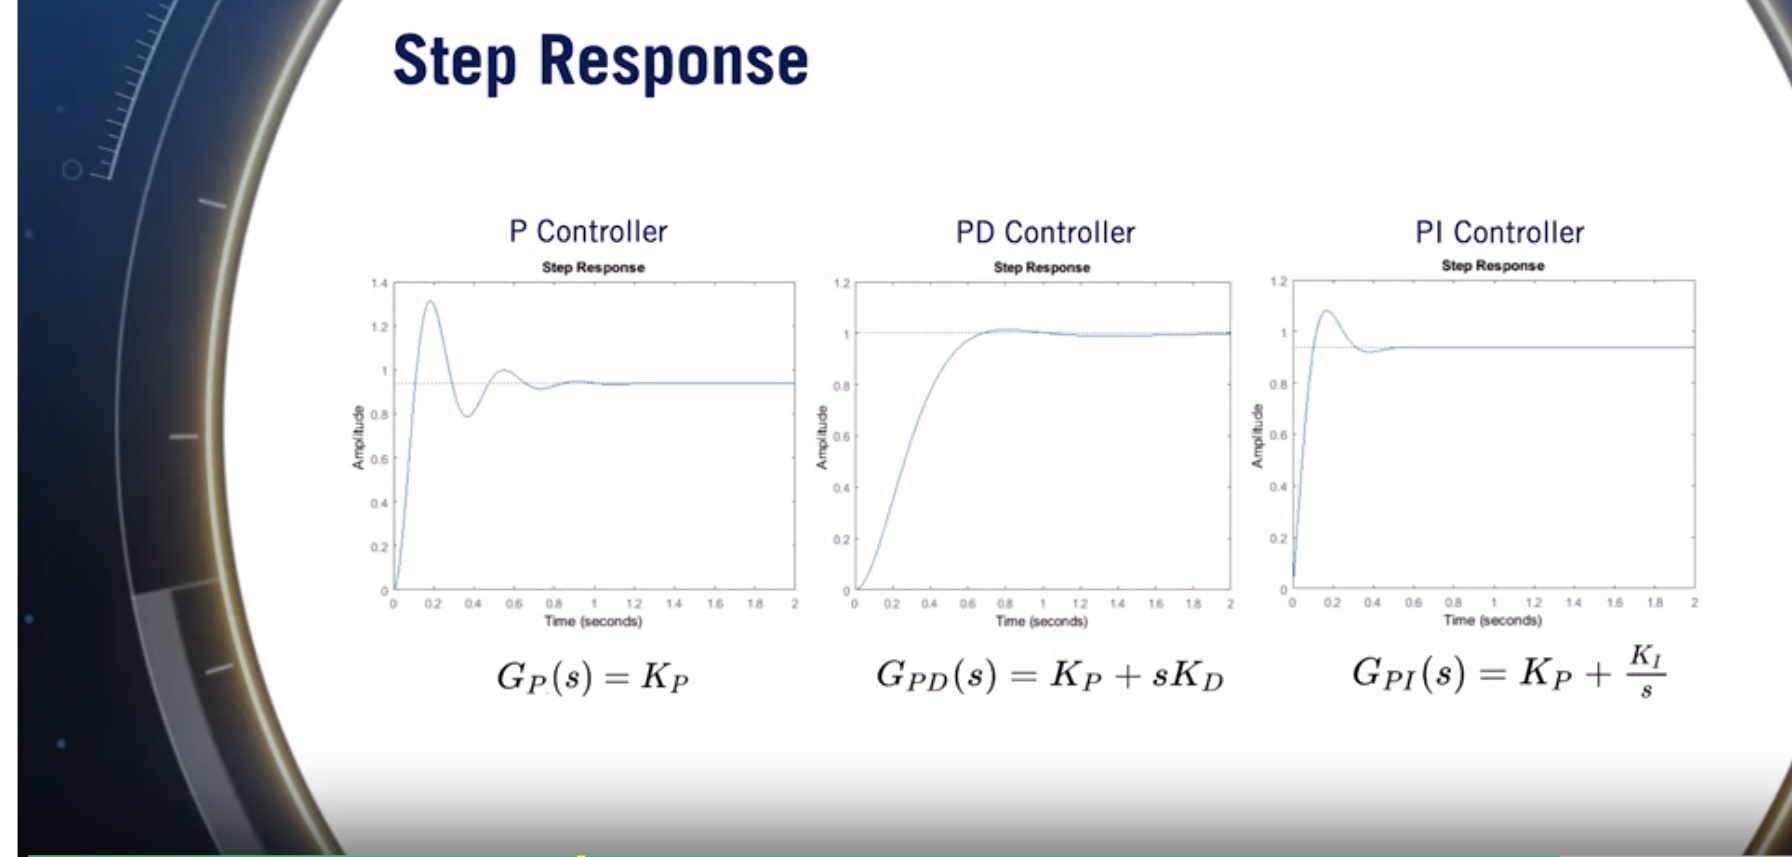 Step Response
P Controller
Step Response
1.4
1.2
1
0.8
0.6
0.4
0.2
0
Amplitude
0 0.2 0.4 0.6 0.8 1 1.2 1.4 1.6 1.8 2
Time (seconds)
G_P(s) = K_P
PD Controller
Step Response
1.2
1
0.8
0.6
0.4
0.2
0
Amplitude
0 0.2 0.4 0.6 0.8 1 1.2 1.4 1.6 1.8 2
Time (seconds)
G_{PD}(s) = K_P + sK_D
PI Controller
Step Response
1.2
1
0.8
0.6
0.4
0.2
0
Amplitude
0 0.2 0.4 0.6 0.8 1 1.2 1.4 1.6 1.8 2
Time (seconds)
G_{PI}(s) = K_P + \frac{K_I}{s}